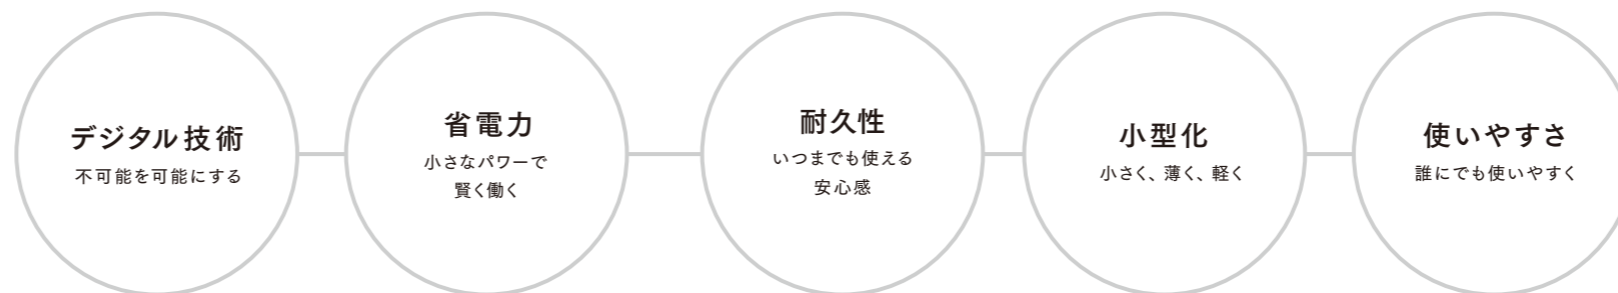 デジタル技術
不可能を可能にする
省電力
小さなパワーで
賢く働く
耐久性
いつまでも使える
安心感
小型化
小さく、薄く、軽く
使いやすさ
誰にでも使いやすく